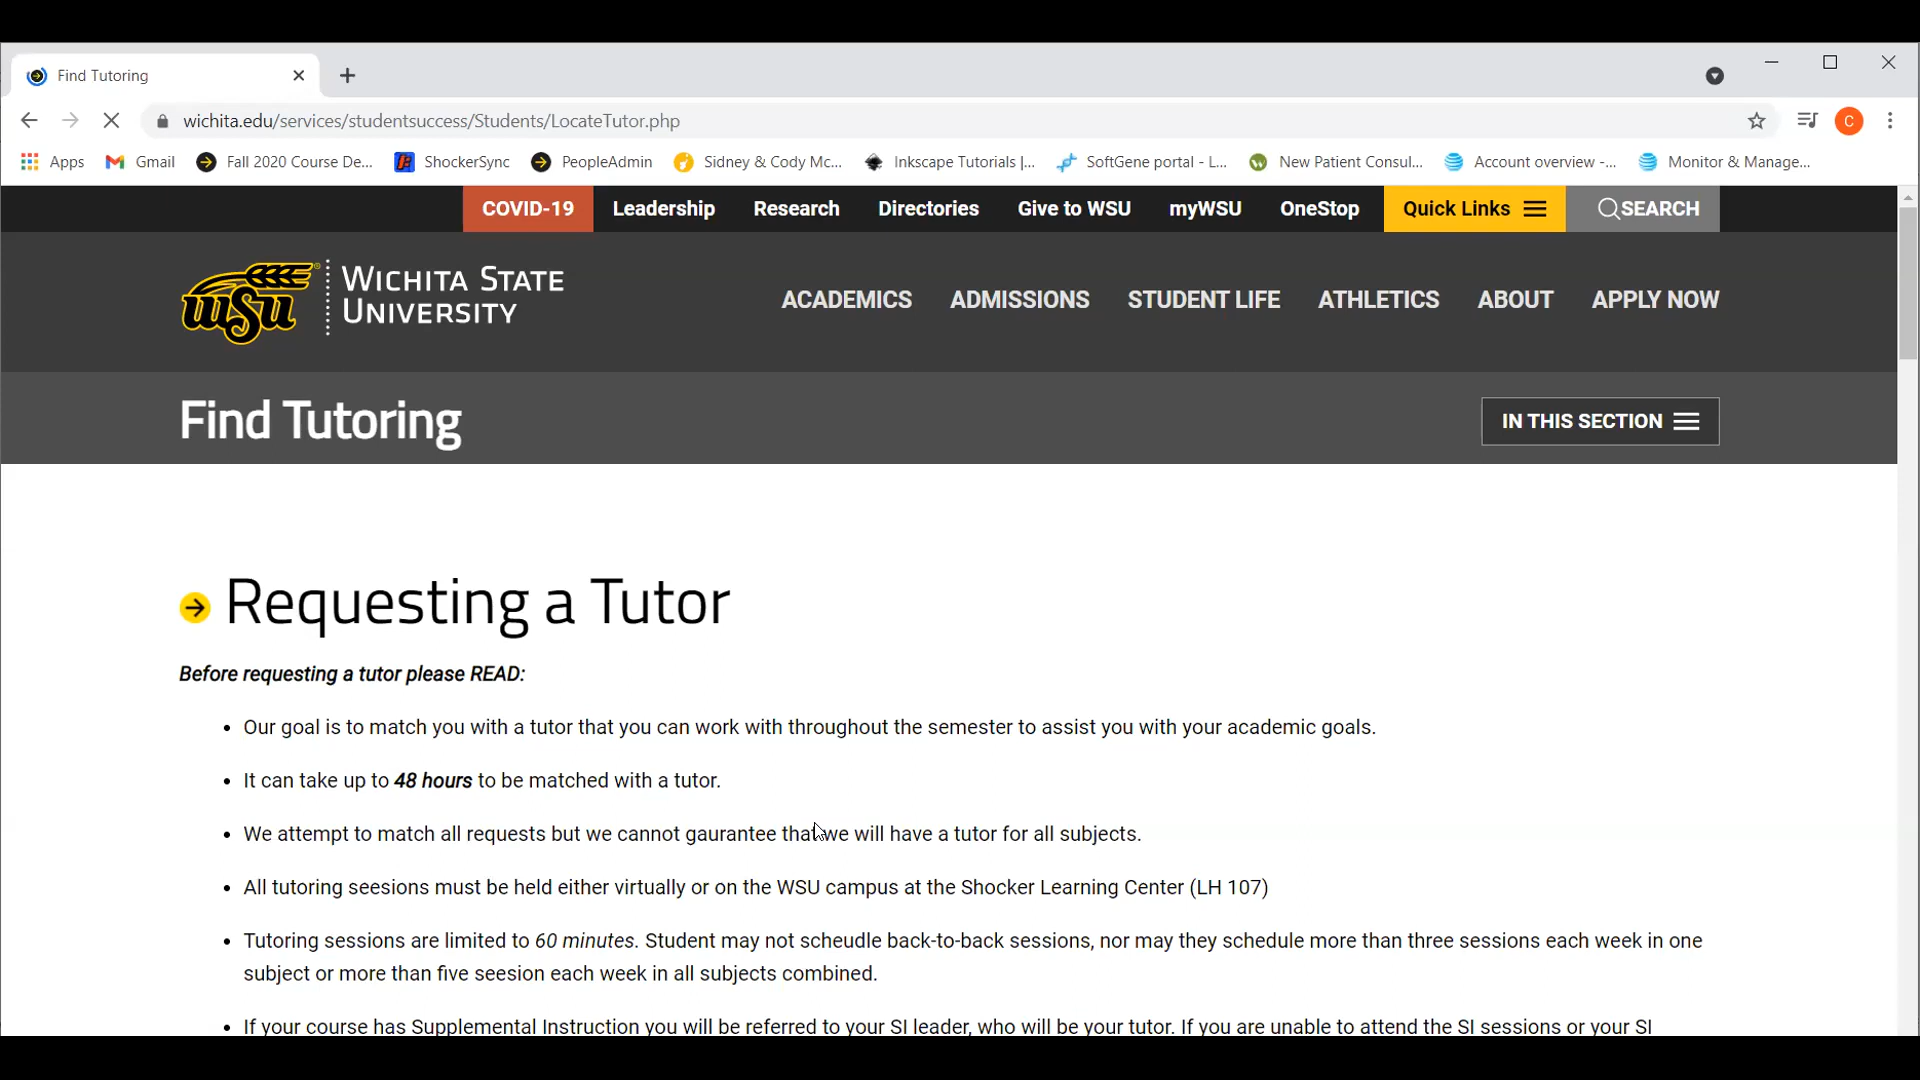 Find Tutoring
wichita.edu/services/studentsuccess/Students/LocateTutor.php
C
Apps Gmail Fall 2020 Course De... ShockerSync PeopleAdmin Sidney & Cody Mc... Inkscape Tutorials |... SoftGene portal - L... New Patient Consul... Account overview -... Monitor & Manage...
COVID-19 Leadership Research Directories Give to WSU myWSU OneStop Quick Links SEARCH
WSU
WICHITA STATE
UNIVERSITY
ACADEMICS ADMISSIONS STUDENT LIFE ATHLETICS ABOUT APPLY NOW
Find Tutoring
IN THIS SECTION
Requesting a Tutor
Before requesting a tutor please READ:
• Our goal is to match you with a tutor that you can work with throughout the semester to assist you with your academic goals.
• It can take up to 48 hours to be matched with a tutor.
• We attempt to match all requests but we cannot gaurantee that we will have a tutor for all subjects.
• All tutoring seesions must be held either virtually or on the WSU campus at the Shocker Learning Center (LH 107)
• Tutoring sessions are limited to 60 minutes. Student may not scheudle back-to-back sessions, nor may they schedule more than three sessions each week in one
subject or more than five seesion each week in all subjects combined.
• If your course has Supplemental Instruction you will be referred to your SI leader, who will be your tutor. If you are unable to attend the SI sessions or your SI